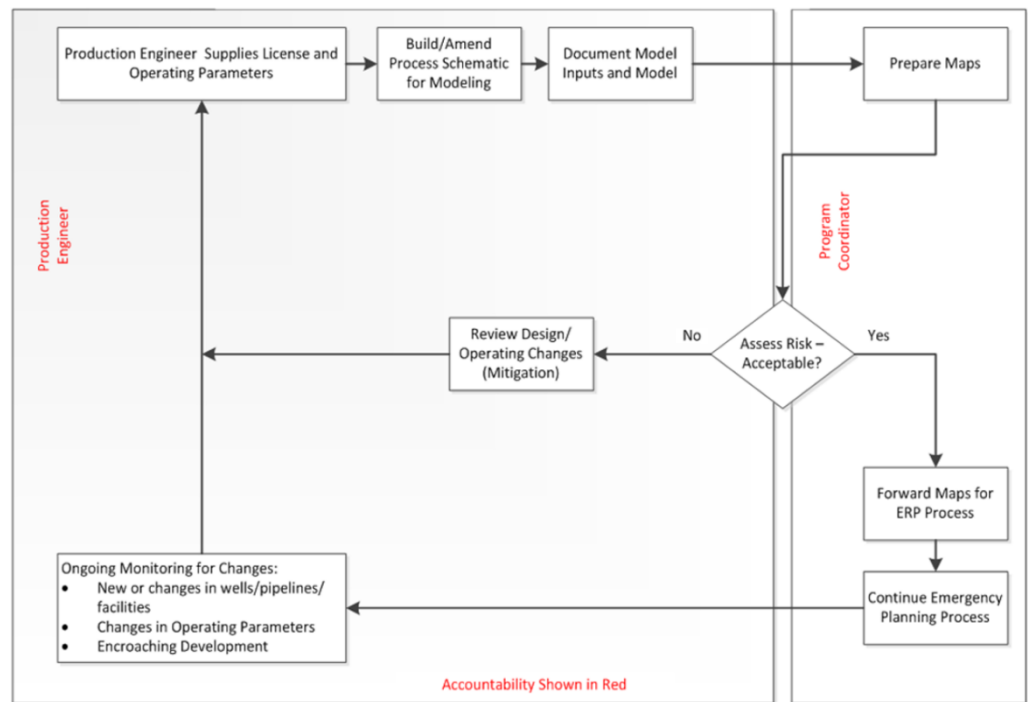 Production Engineer  Supplies License and
Operating Parameters
Build/Amend
Process Schematic
for Modeling
Document Model
Inputs and Model
Prepare Maps
Production
Engineer
Program
Coordinator
Review Design/
Operating Changes
(Mitigation)
No
Assess Risk –
Acceptable?
Yes
Forward Maps for
ERP Process
Ongoing Monitoring for Changes:
• New or changes in wells/pipelines/
facilities
• Changes in Operating Parameters
• Encroaching Development
Continue Emergency
Planning Process
Accountability Shown in Red